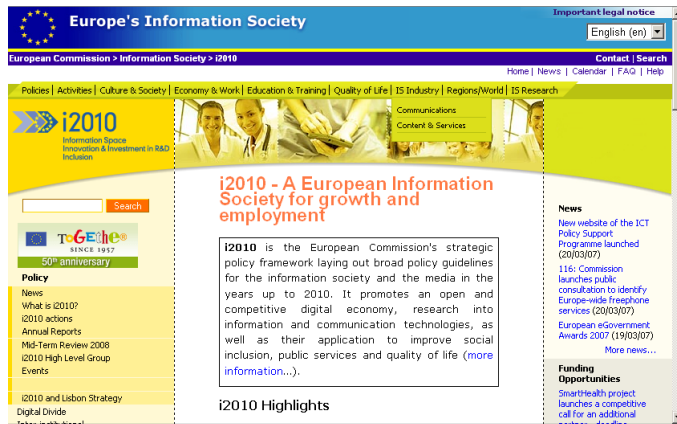 Important legal notice
Europe's Information Society
English (en)
European Commission > Information Society > i2010
Contact | Search
Home | News | Calendar | FAQ | Help
Policies | Activities | Culture & Society | Economy & Work | Education & Training | Quality of Life | IS Industry | Regions/World | IS Research
Communications
Content & Services
i2010
Information Space
Innovation & Investment in R&D
Inclusion
Search
ToGEtheR
SINCE 1957
50th anniversary
Policy
News
What is i2010?
i2010 actions
Annual Reports
Mid-Term Review 2008
i2010 High Level Group
Events
i2010 and Lisbon Strategy
Digital Divide
Inter-institutional
i2010 - A European Information
Society for growth and
employment
i2010 is the European Commission's strategic
policy framework laying out broad policy guidelines
for the information society and the media in the
years up to 2010. It promotes an open and
competitive digital economy, research into
information and communication technologies, as
well as their application to improve social
inclusion, public services and quality of life (more
information...).
i2010 Highlights
News
New website of the ICT
Policy Support
Programme launched
(20/03/07)
116: Commission
launches public
consultation to identify
Europe-wide freephone
services (20/03/07)
European eGovernment
Awards 2007 (19/03/07)
More news...
Funding
Opportunities
SmartHealth project
launches a competitive
call for an additional
partner - deadline